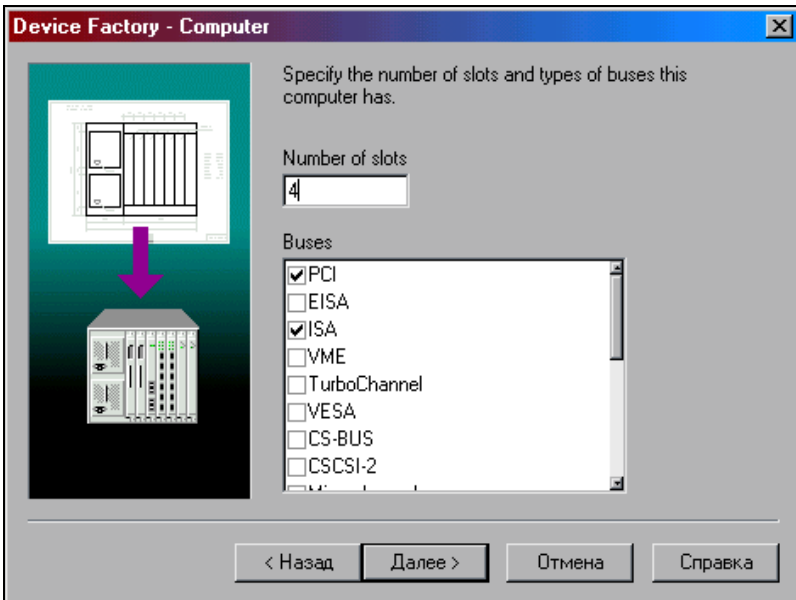 Device Factory - Computer
Specify the number of slots and types of buses this
computer has.
Number of slots
4
Buses
PCI
EISA
ISA
VME
TurboChannel
VESA
CS-BUS
CSCSI-2
< Назад
Далее >
Отмена
Справка